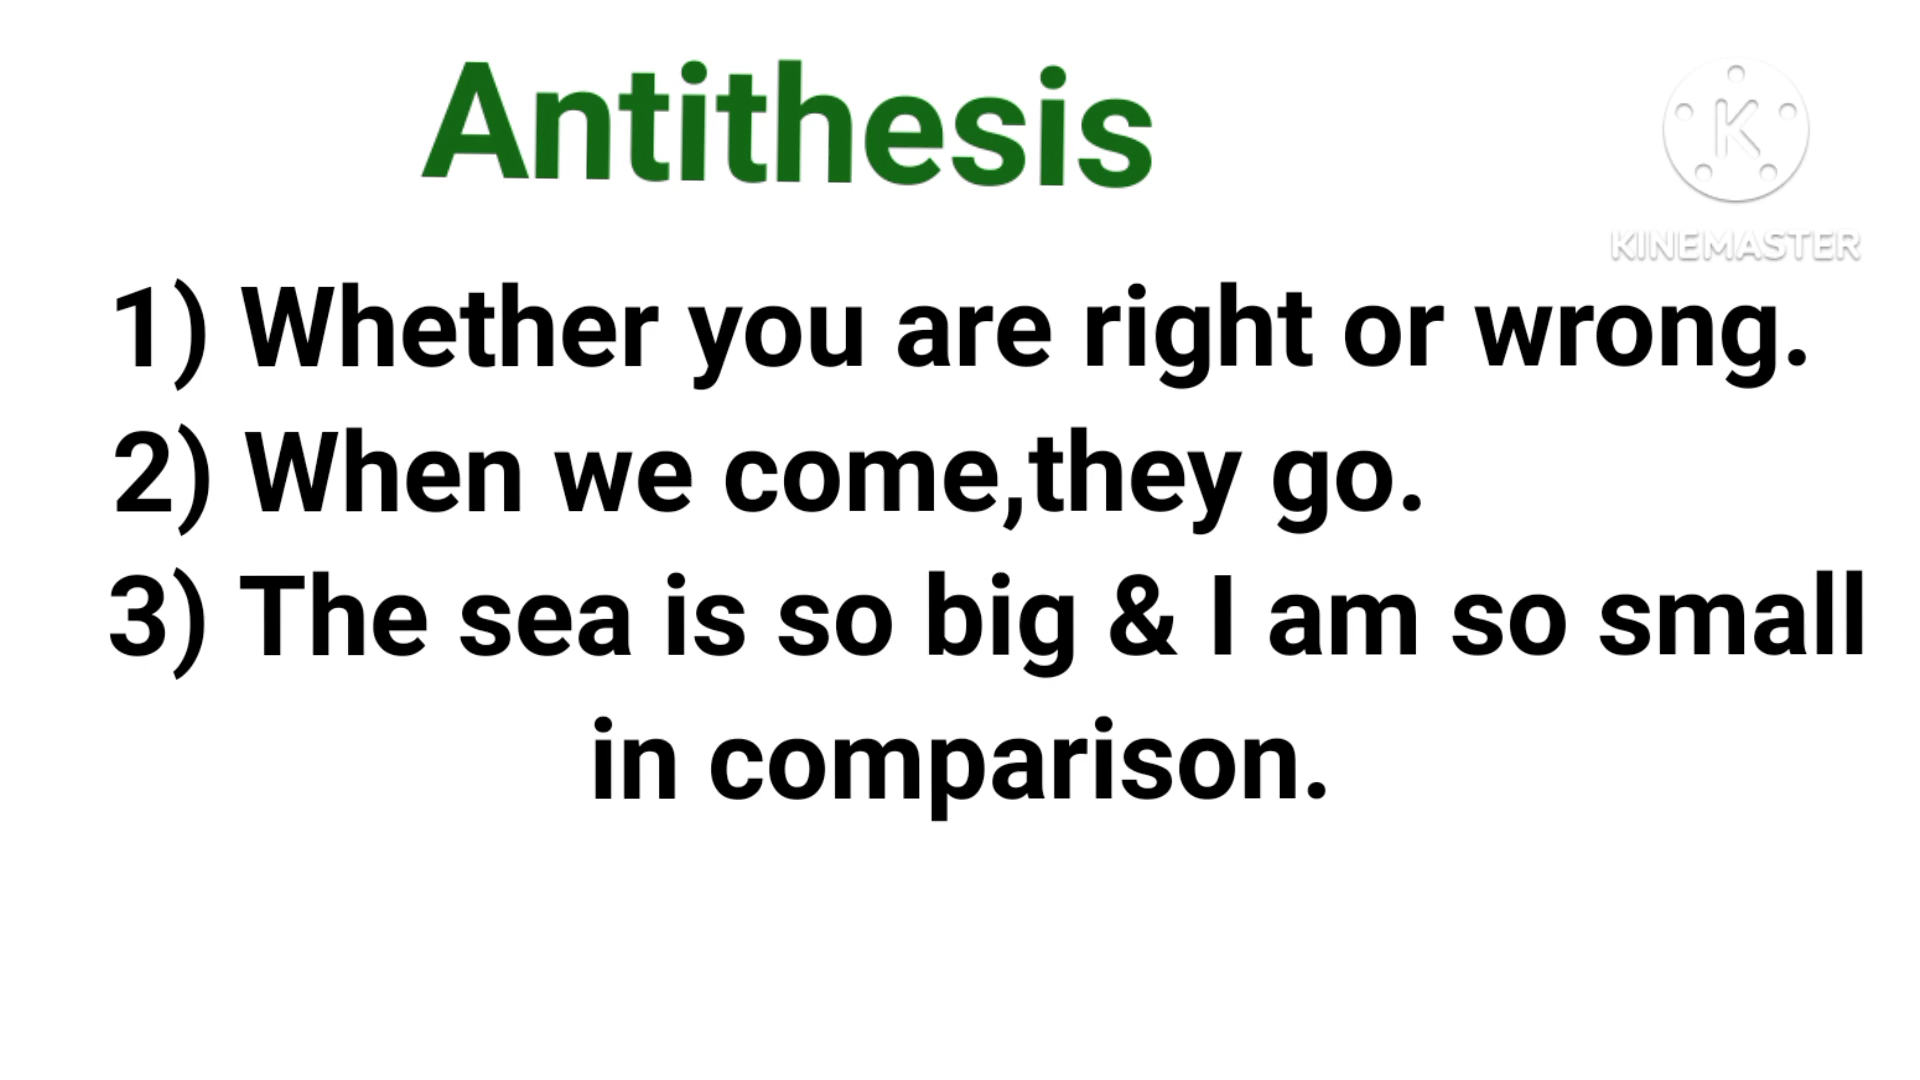 Antithesis
K
KINEMASTER
1) Whether you are right or wrong.
2) When we come,they go.
3) The sea is so big & I am so small
in comparison.